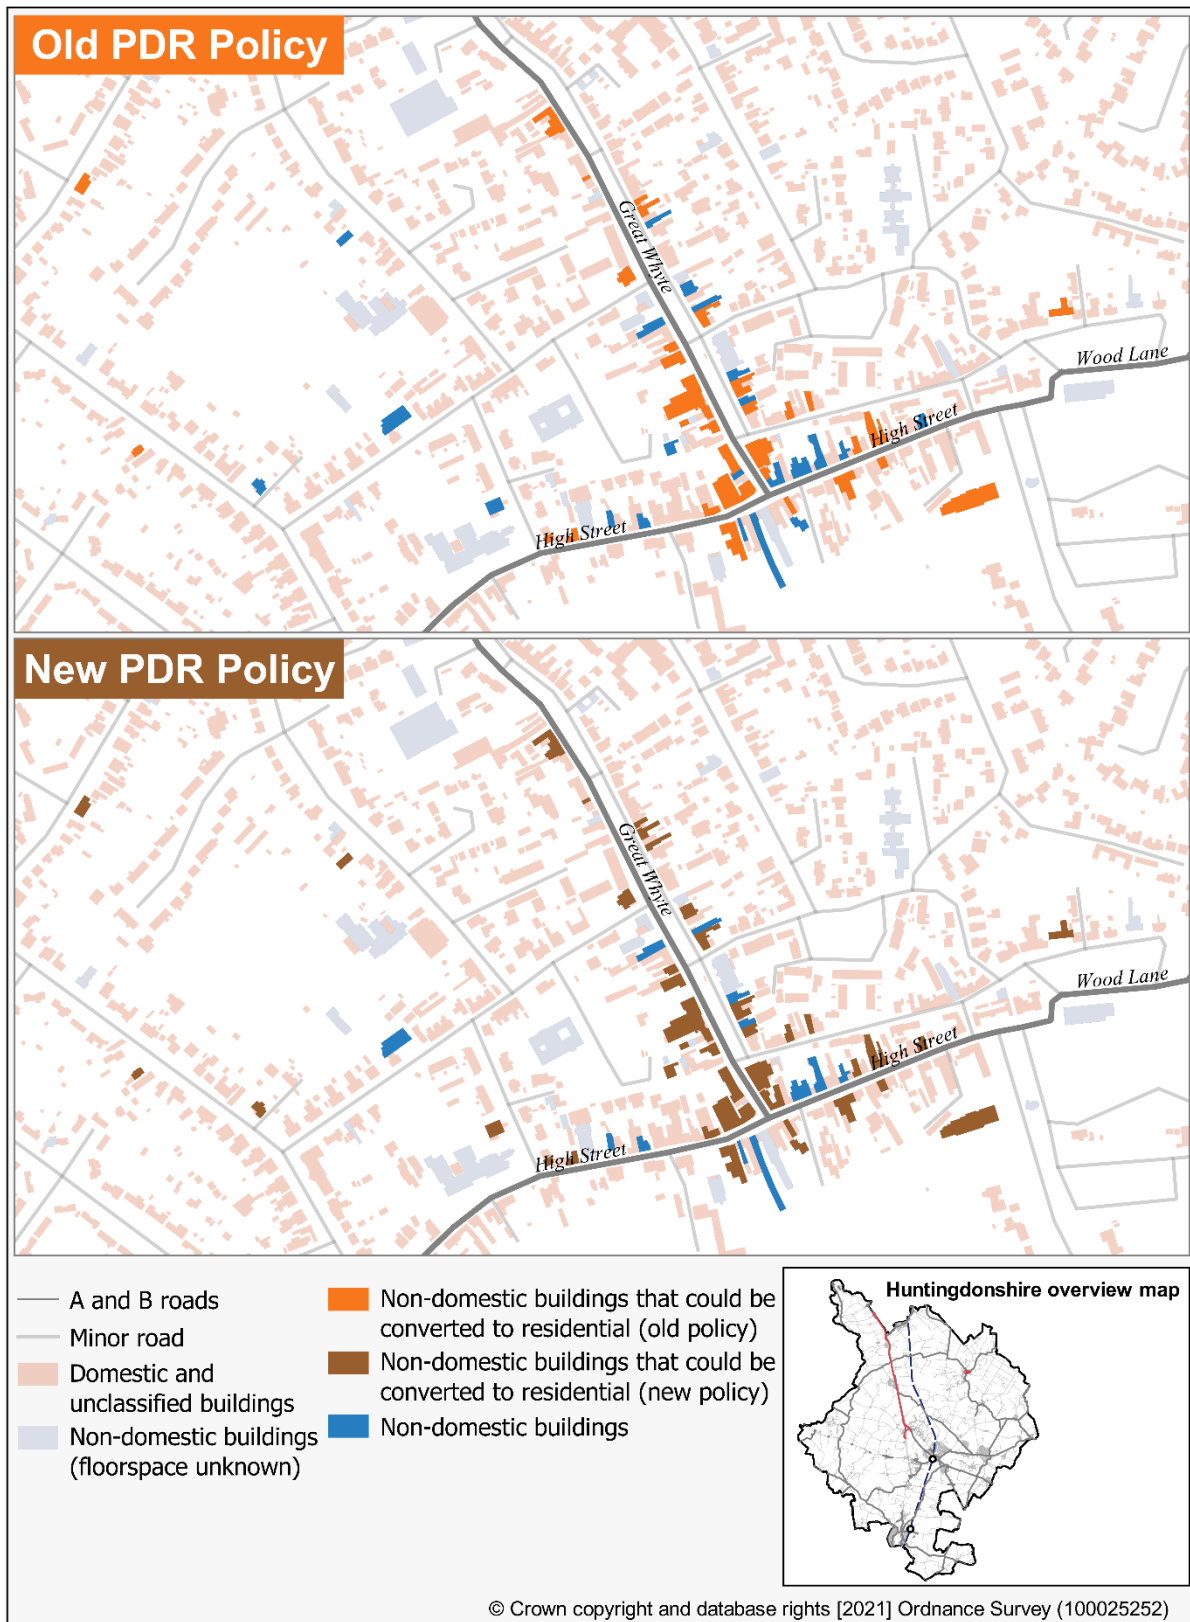 Old PDR Policy
Great Whyte
Wood Lane
High Street
High Street
New PDR Policy
Great Whyte
Wood Lane
High Street
High Street
A and B roads
Minor road
Domestic and
unclassified buildings
Non-domestic buildings
(floorspace unknown)
Non-domestic buildings that could be
converted to residential (old policy)
Non-domestic buildings that could be
converted to residential (new policy)
Non-domestic buildings
Huntingdonshire overview map
© Crown copyright and database rights [2021] Ordnance Survey (100025252)